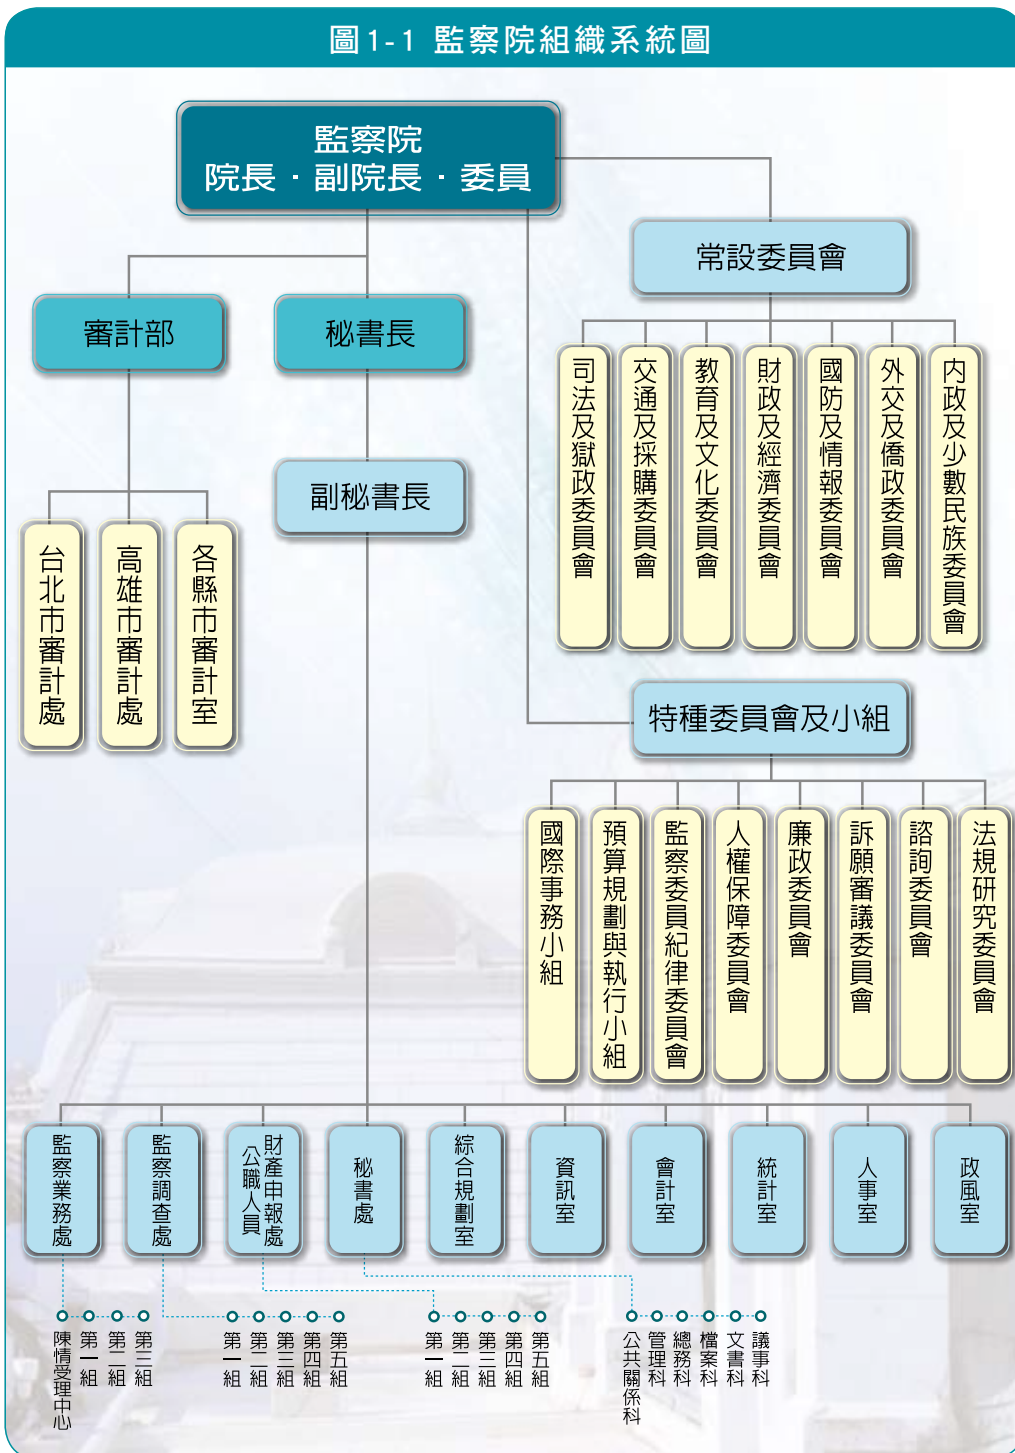 圖1-1 監察院組織系統圖
監察院
院長．副院長．委員
常設委員會
審計部
秘書長
司法及獄政委員會
交通及採購委員會
教育及文化委員會
財政及經濟委員會
國防及情報委員會
外交及僑政委員會
內政及少數民族委員會
副秘書長
台北市審計處
高雄市審計處
各縣市審計室
特種委員會及小組
國際事務小組
預算規劃與執行小組
監察委員紀律委員會
人權保障委員會
廉政委員會
訴願審議委員會
諮詢委員會
法規研究委員會
監察業務處
監察調查處
公職人員
財產申報處
秘書處
綜合規劃室
資訊室
會計室
統計室
人事室
政風室
陳情受理中心
第一組
第二組
第三組
第一組
第二組
第三組
第四組
第五組
第一組
第二組
第三組
第四組
第五組
公共關係科
管理科
總務科
檔案科
文書科
議事科